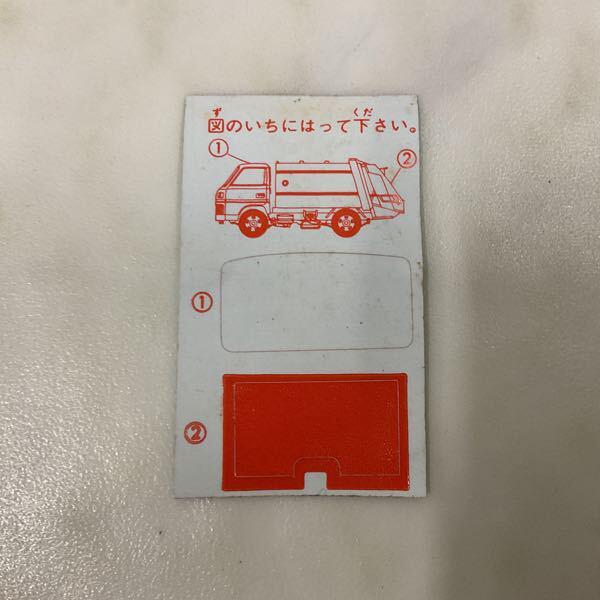 ず くだ
図のいちにはって下さい。
① ②
①
②